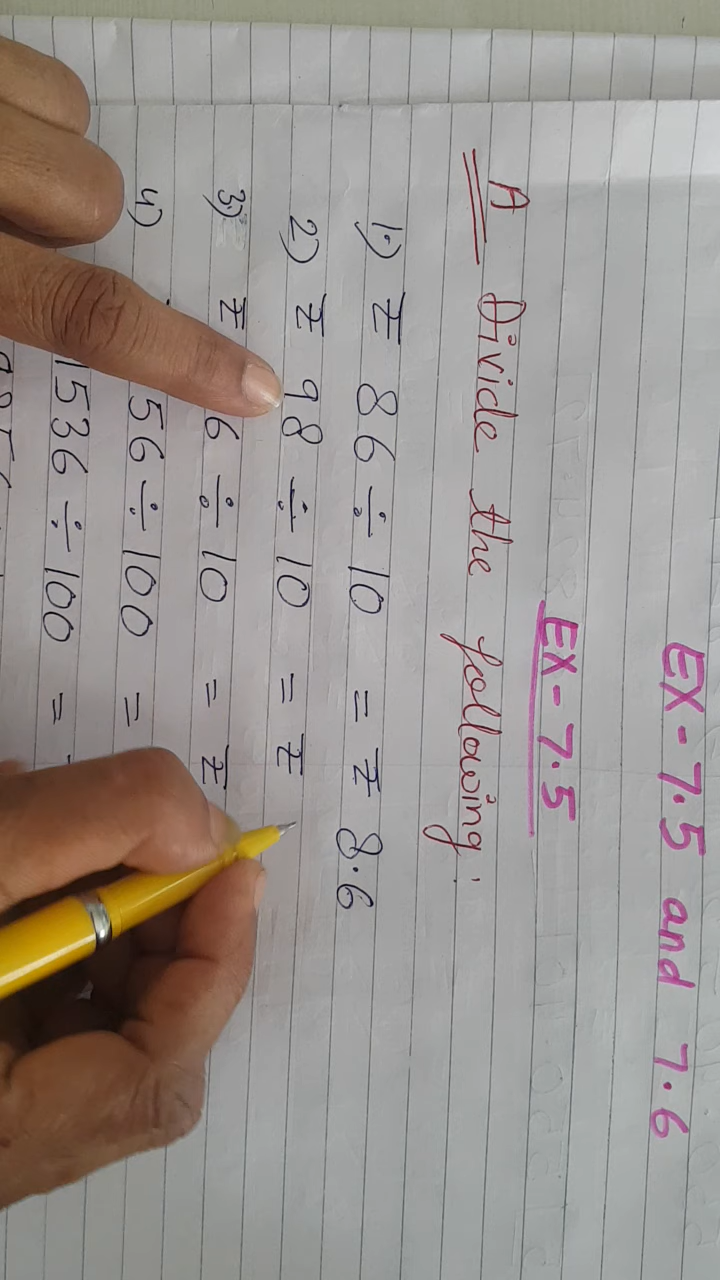 EX - 7.5 and 7.6
EX - 7.5
A Divide the following:
1.) ₹ 86 ÷ 10 = ₹ 8.6
2) ₹ 98 ÷ 10 = ₹
3) ₹ 6 ÷ 10 = ₹
4) 56 ÷ 100 =
1536 ÷ 100 =